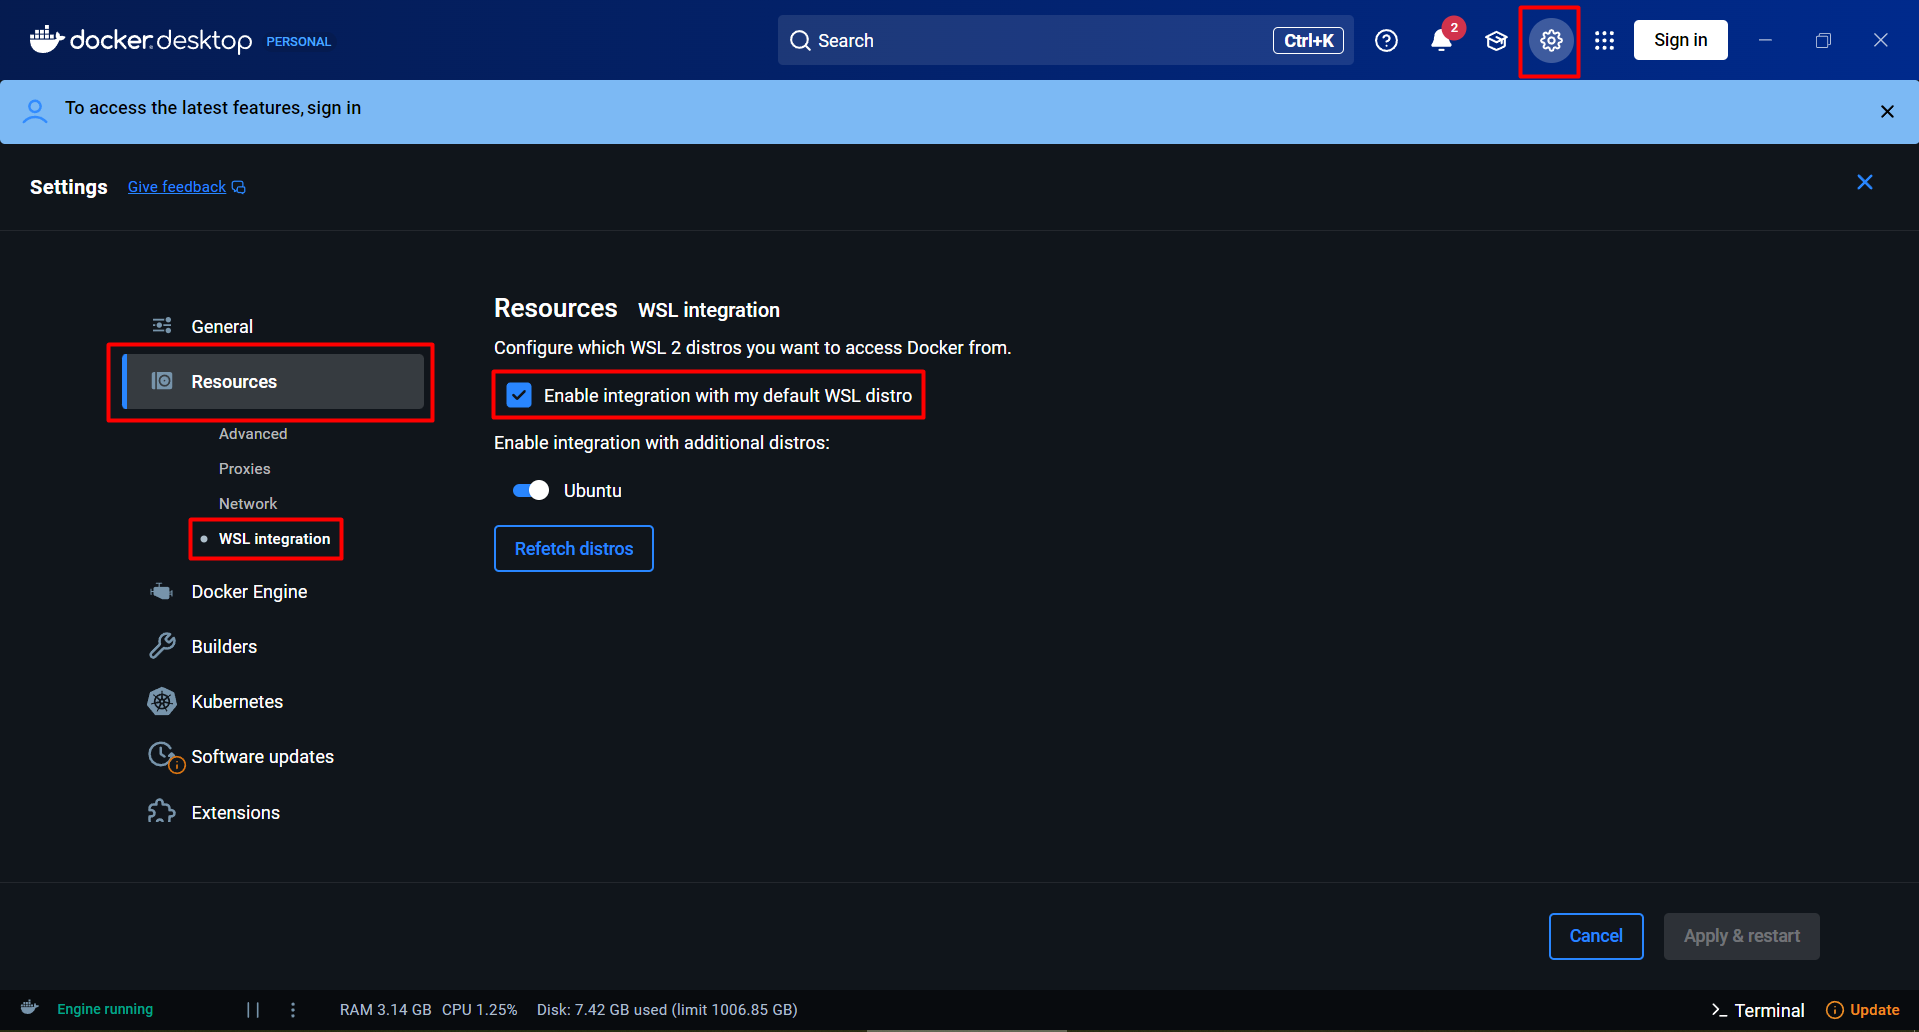 docker.desktop PERSONAL
Search Ctrl+K
2
Sign in
To access the latest features, sign in
Settings Give feedback
General
Resources
Advanced
Proxies
Network
WSL integration
Docker Engine
Builders
Kubernetes
Software updates
Extensions
Resources WSL integration
Configure which WSL 2 distros you want to access Docker from.
Enable integration with my default WSL distro
Enable integration with additional distros:
Ubuntu
Refetch distros
Cancel Apply & restart
Engine running RAM 3.14 GB CPU 1.25% Disk: 7.42 GB used (limit 1006.85 GB) Terminal Update